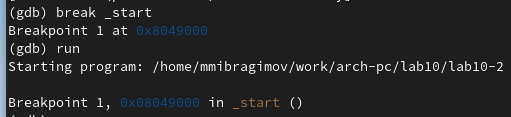 (gdb) break _start
Breakpoint 1 at 0x8049000
(gdb) run
Starting program: /home/mmibragimov/work/arch-pc/lab10/lab10-2

Breakpoint 1, 0x08049000 in _start ()